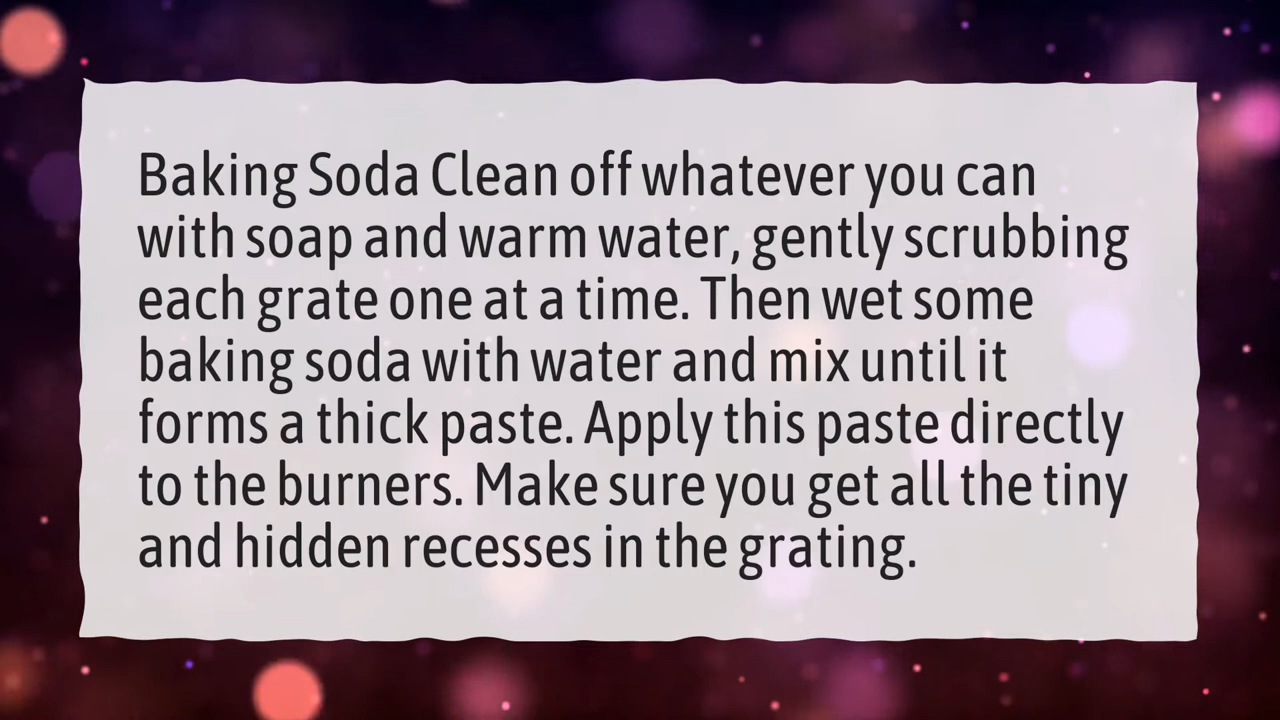 Baking Soda Clean off whatever you can
with soap and warm water, gently scrubbing
each grate one at a time. Then wet some
baking soda with water and mix until it
forms a thick paste. Apply this paste directly
to the burners. Make sure you get all the tiny
and hidden recesses in the grating.